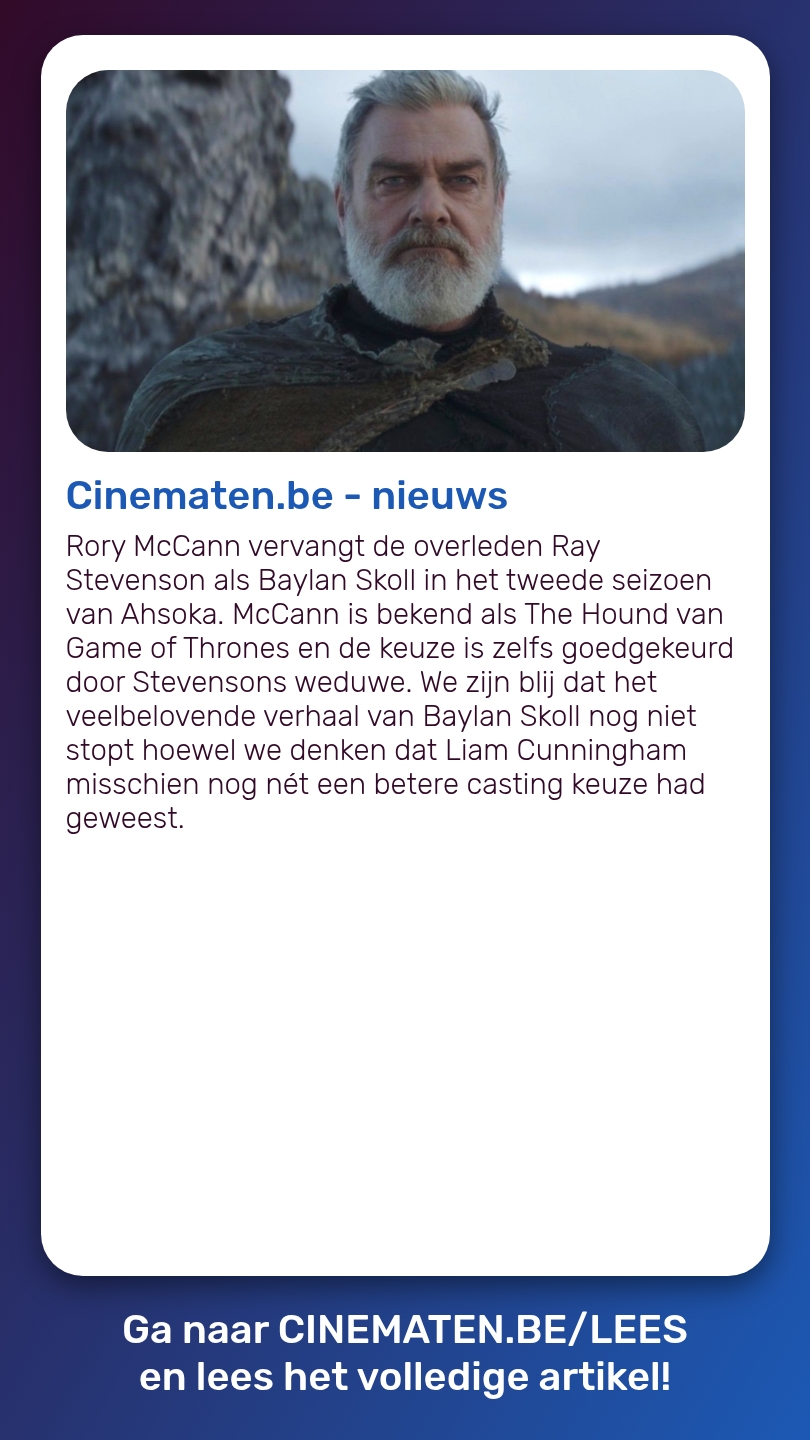 Cinematen.be - nieuws
Rory McCann vervangt de overleden Ray
Stevenson als Baylan Skoll in het tweede seizoen
van Ahsoka. McCann is bekend als The Hound van
Game of Thrones en de keuze is zelfs goedgekeurd
door Stevensons weduwe. We zijn blij dat het
veelbelovende verhaal van Baylan Skoll nog niet
stopt hoewel we denken dat Liam Cunningham
misschien nog nét een betere casting keuze had
geweest.
Ga naar CINEMATEN.BE/LEES
en lees het volledige artikel!